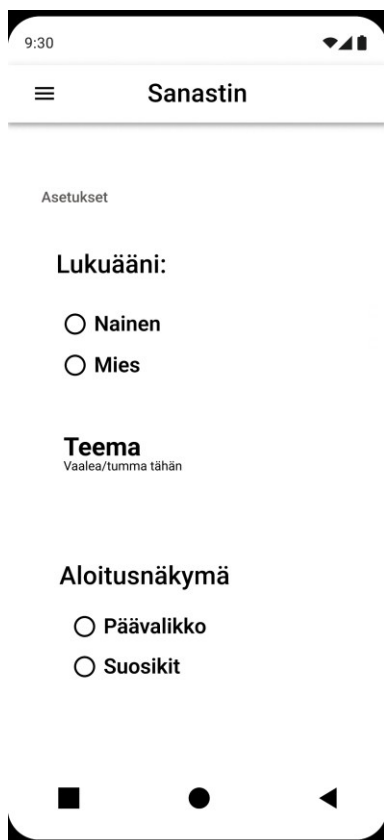 9:30
Sanastin
Asetukset
Lukuääni:
Nainen
Mies
Teema
Vaalea/tumma tähän
Aloitusnäkymä
Päävalikko
Suosikit